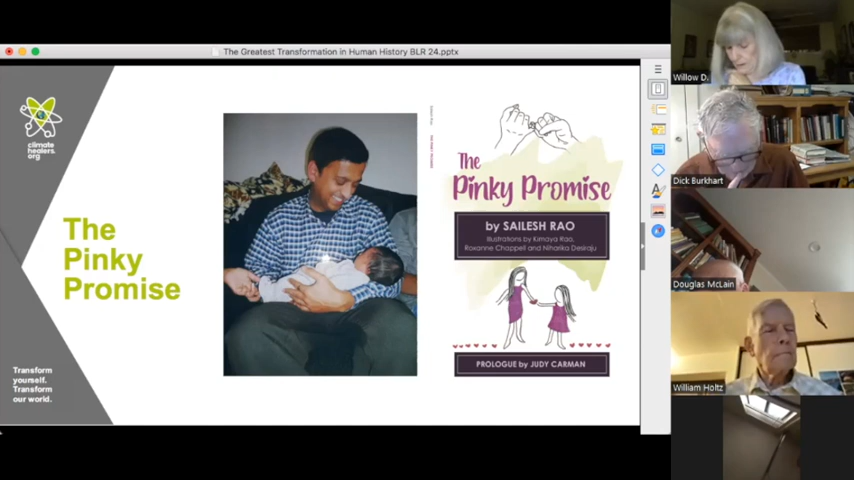 The Greatest Transformation in Human History BLR 24.pptx
climate
healers.
org
The
Pinky
Promise
Transform
yourself.
Transform
our world.
The
Pinky Promise
by SAILESH RAO
Illustrations by Kimaya Rao,
Roxanne Chappell and Niharika Desiraju
PROLOGUE by JUDY CARMAN
Willow D.
Dick Burkhart
Douglas McLain
William Holtz